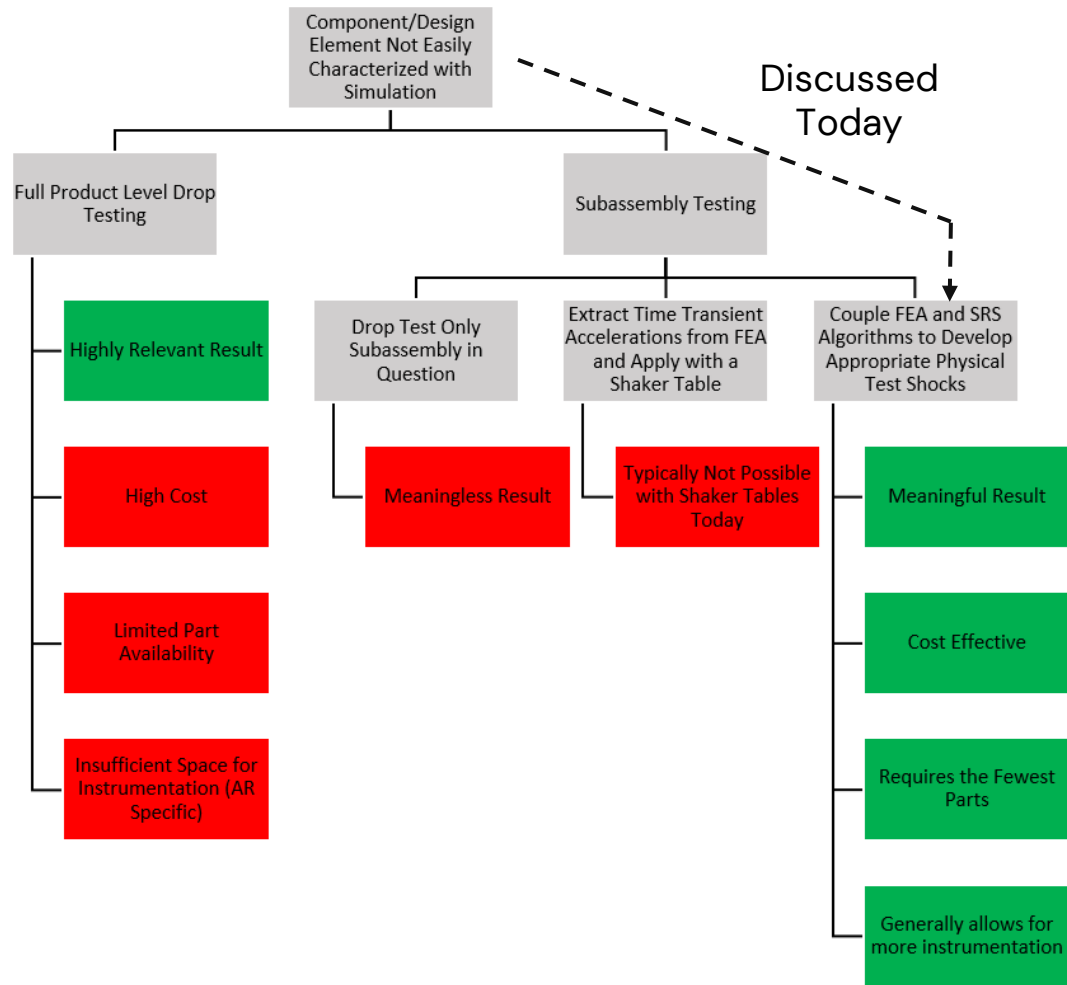 Component/Design
Element Not Easily
Characterized with
Simulation
Discussed
Today
Full Product Level Drop
Testing
Subassembly Testing
Highly Relevant Result
High Cost
Limited Part
Availability
Insufficient Space for
Instrumentation (AR
Specific)
Drop Test Only
Subassembly in
Question
Meaningless Result
Extract Time Transient
Accelerations from FEA
and Apply with a
Shaker Table
Typically Not Possible
with Shaker Tables
Today
Couple FEA and SRS
Algorithms to Develop
Appropriate Physical
Test Shocks
Meaningful Result
Cost Effective
Requires the Fewest
Parts
Generally allows for
more instrumentation